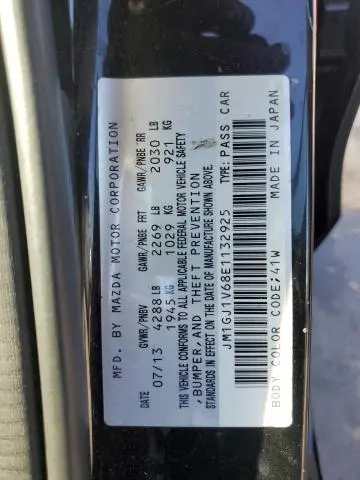 MFD. BY MAZDA MOTOR CORPORATION
GVWR/PNBV GAWR/PNBE FRT GAWR/PNBE RR
07/13 4288 LB 2269 LB 2030 LB
1945 KG 1029 KG 921 KG
THIS VEHICLE CONFORMS TO ALL APPLICABLE FEDERAL MOTOR VEHICLE SAFETY
,BUMPER,AND THEFT PREVENTION
STANDARDS IN EFFECT ON THE DATE OF MANUFACTURE SHOWN ABOVE.
JM1GJ1V68E1132925 TYPE: PASS CAR
BODY COLOR CODE:41W MADE IN JAPAN